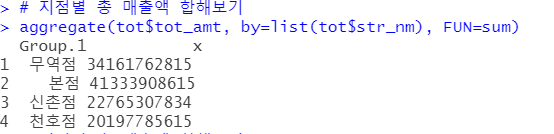 > # 지점별 총 매출액 합해보기
> aggregate(tot$tot_amt, by=list(tot$str_nm), FUN=sum)
Group.1 x
1 무역점 34161762815
2 본점 41333908615
3 신촌점 22765307834
4 천호점 20197785615